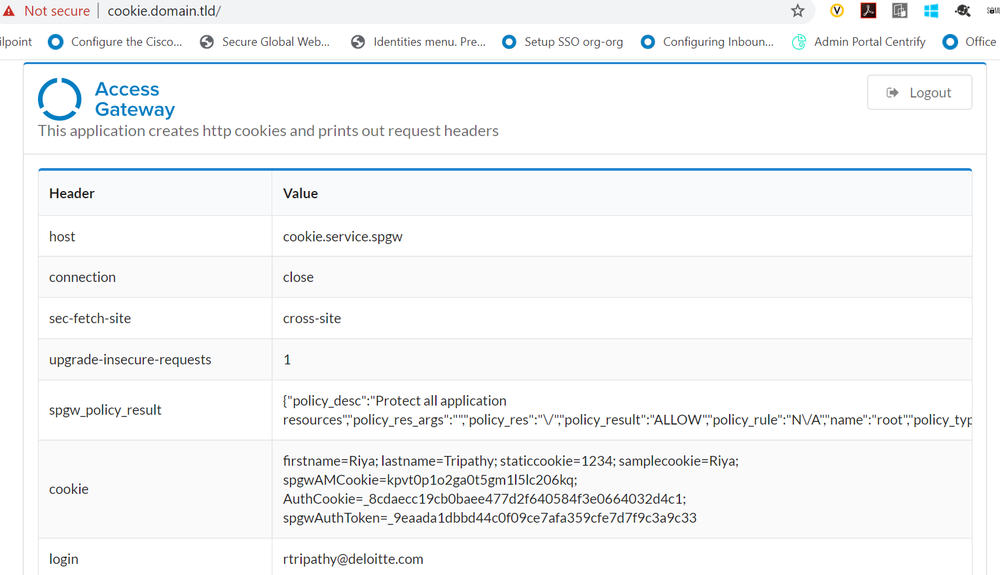 Not secure | cookie.domain.tld/
ilpoint Configure the Cisco... Secure Global Web... Identities menu. Pre... Setup SSO org-org Configuring Inboun... Admin Portal Centrify Office
Access
Gateway
Logout
This application creates http cookies and prints out request headers
Header Value
host cookie.service.spgw
connection close
sec-fetch-site cross-site
upgrade-insecure-requests 1
spgw_policy_result
{"policy_desc":"Protect all application
resources","policy_res_args":"","policy_res":"\/","policy_result":"ALLOW","policy_rule":"N\/A","name":"root","policy_typ
cookie
firstname=Riya; lastname=Tripathy; staticcookie=1234; samplecookie=Riya;
spgwAMCookie=kpvt0p1o2ga0t5gm1l5lc206kq;
AuthCookie=_8cdaecc19cb0baee477d2f640584f3e0664032d4c1;
spgwAuthToken=_9eaada1dbbd44c0f09ce7afa359cfe7d7f9c3a9c33
login rtripathy@deloitte.com